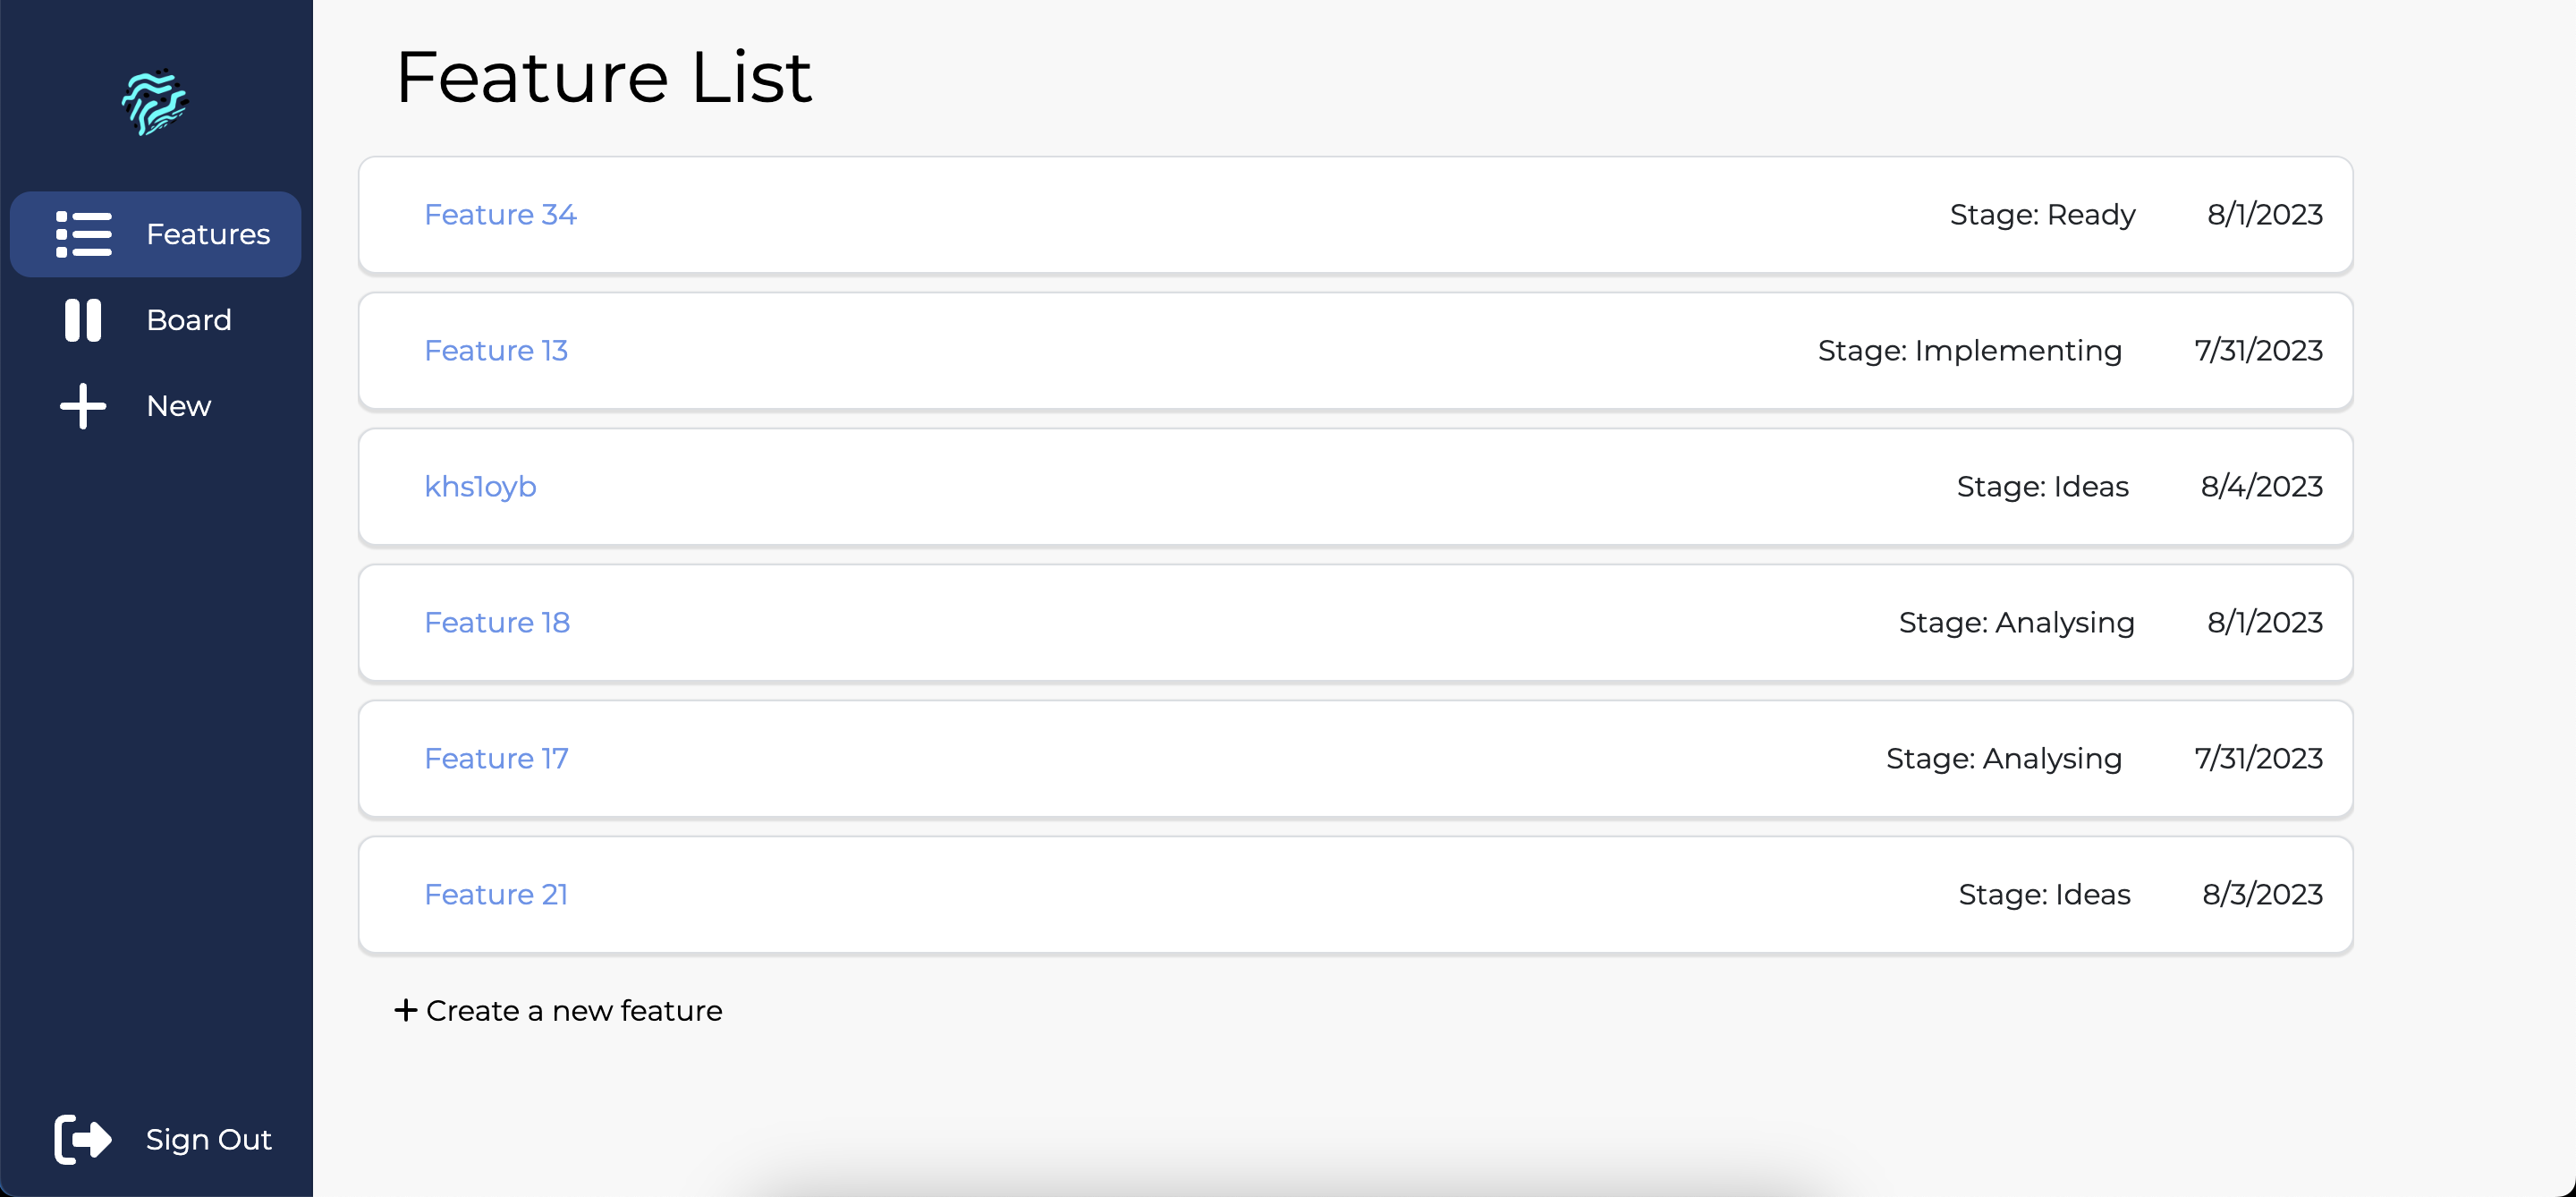 Feature List
Features
Board
New
Sign Out
Feature 34 Stage: Ready 8/1/2023
Feature 13 Stage: Implementing 7/31/2023
khs1oyb Stage: Ideas 8/4/2023
Feature 18 Stage: Analysing 8/1/2023
Feature 17 Stage: Analysing 7/31/2023
Feature 21 Stage: Ideas 8/3/2023
Create a new feature